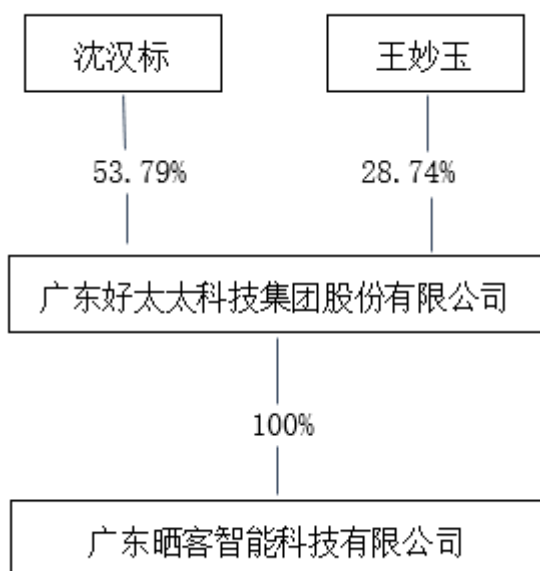 沈汉标
王妙玉
53.79%
28.74%
广东好太太科技集团股份有限公司
100%
广东晒客智能科技有限公司